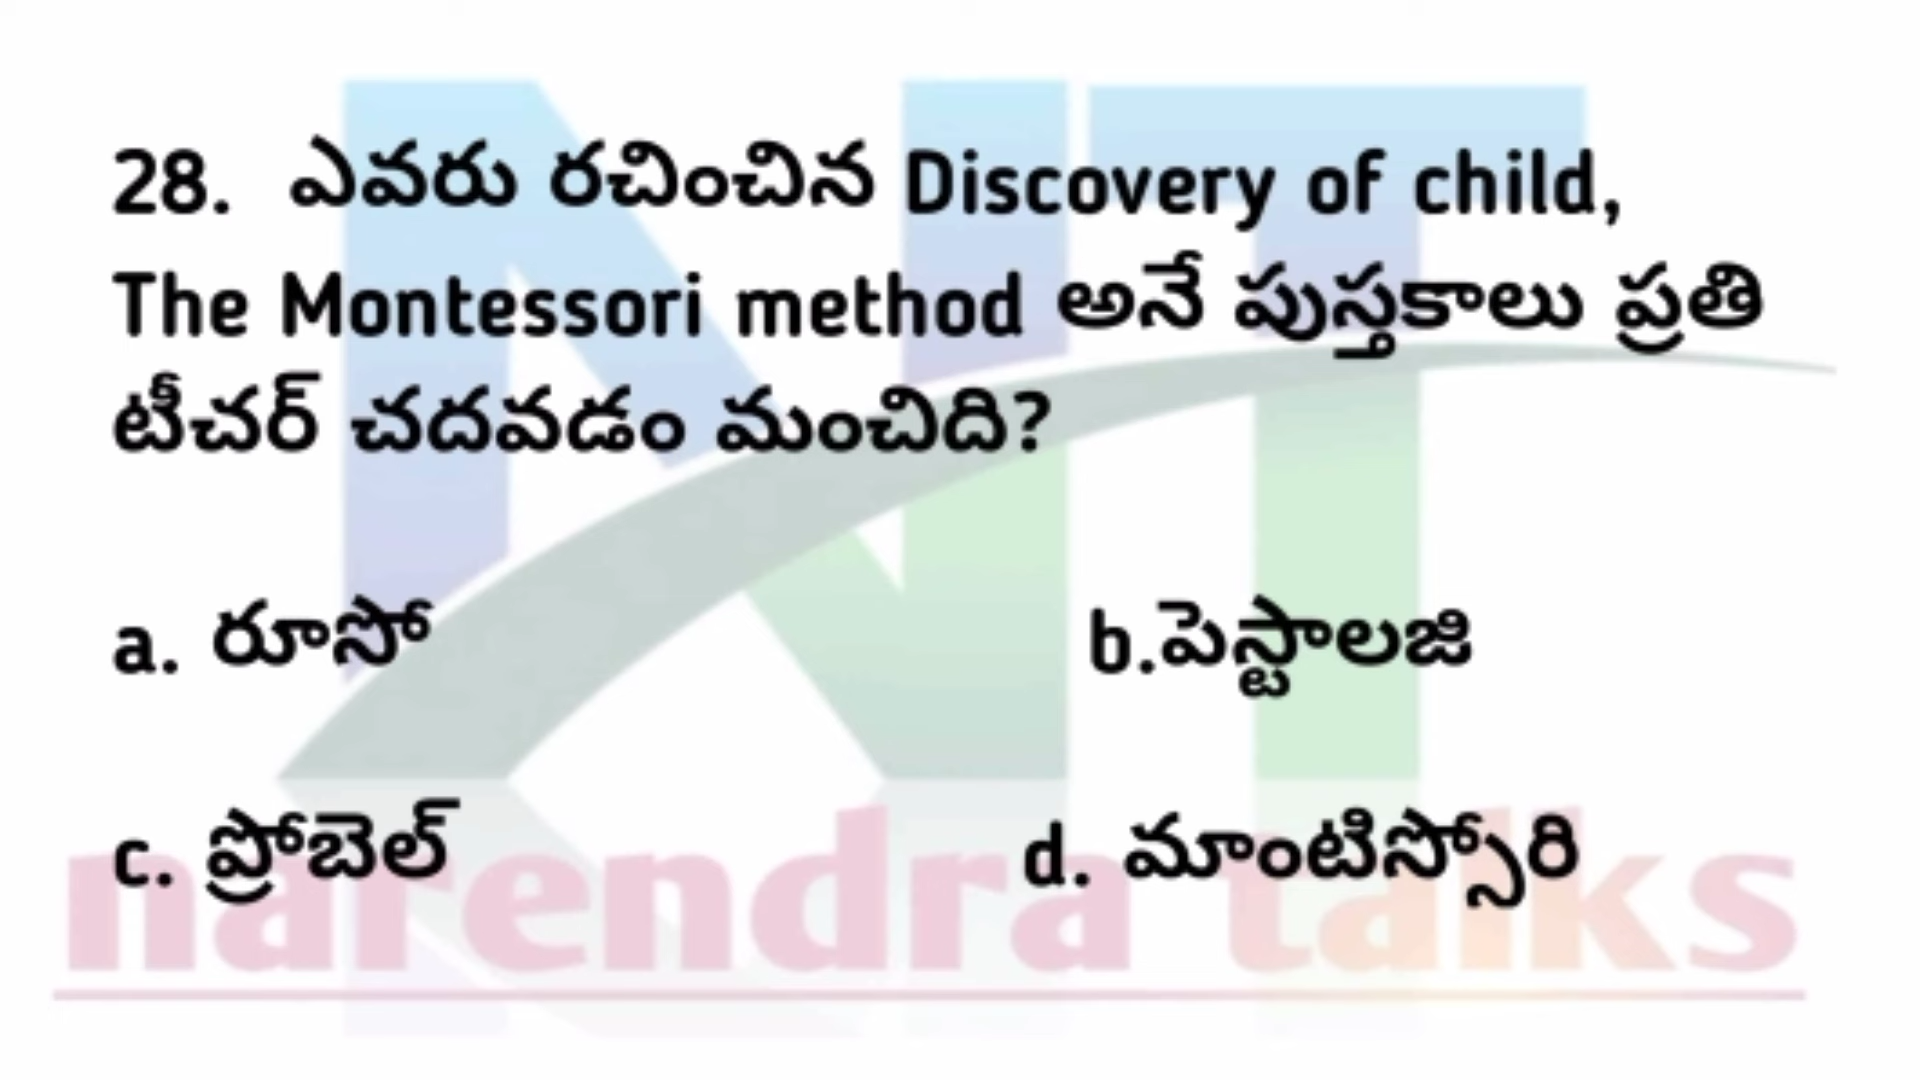 28. ఎవరు రచించిన Discovery of child,
The Montessori method అనే పుస్తకాలు ప్రతి
టీచర్ చదవడం మంచిది?
a. రూసో
b.పెస్టాలజి
c. ప్రోబెల్
d. మాంటిస్సోరి
narendra talks